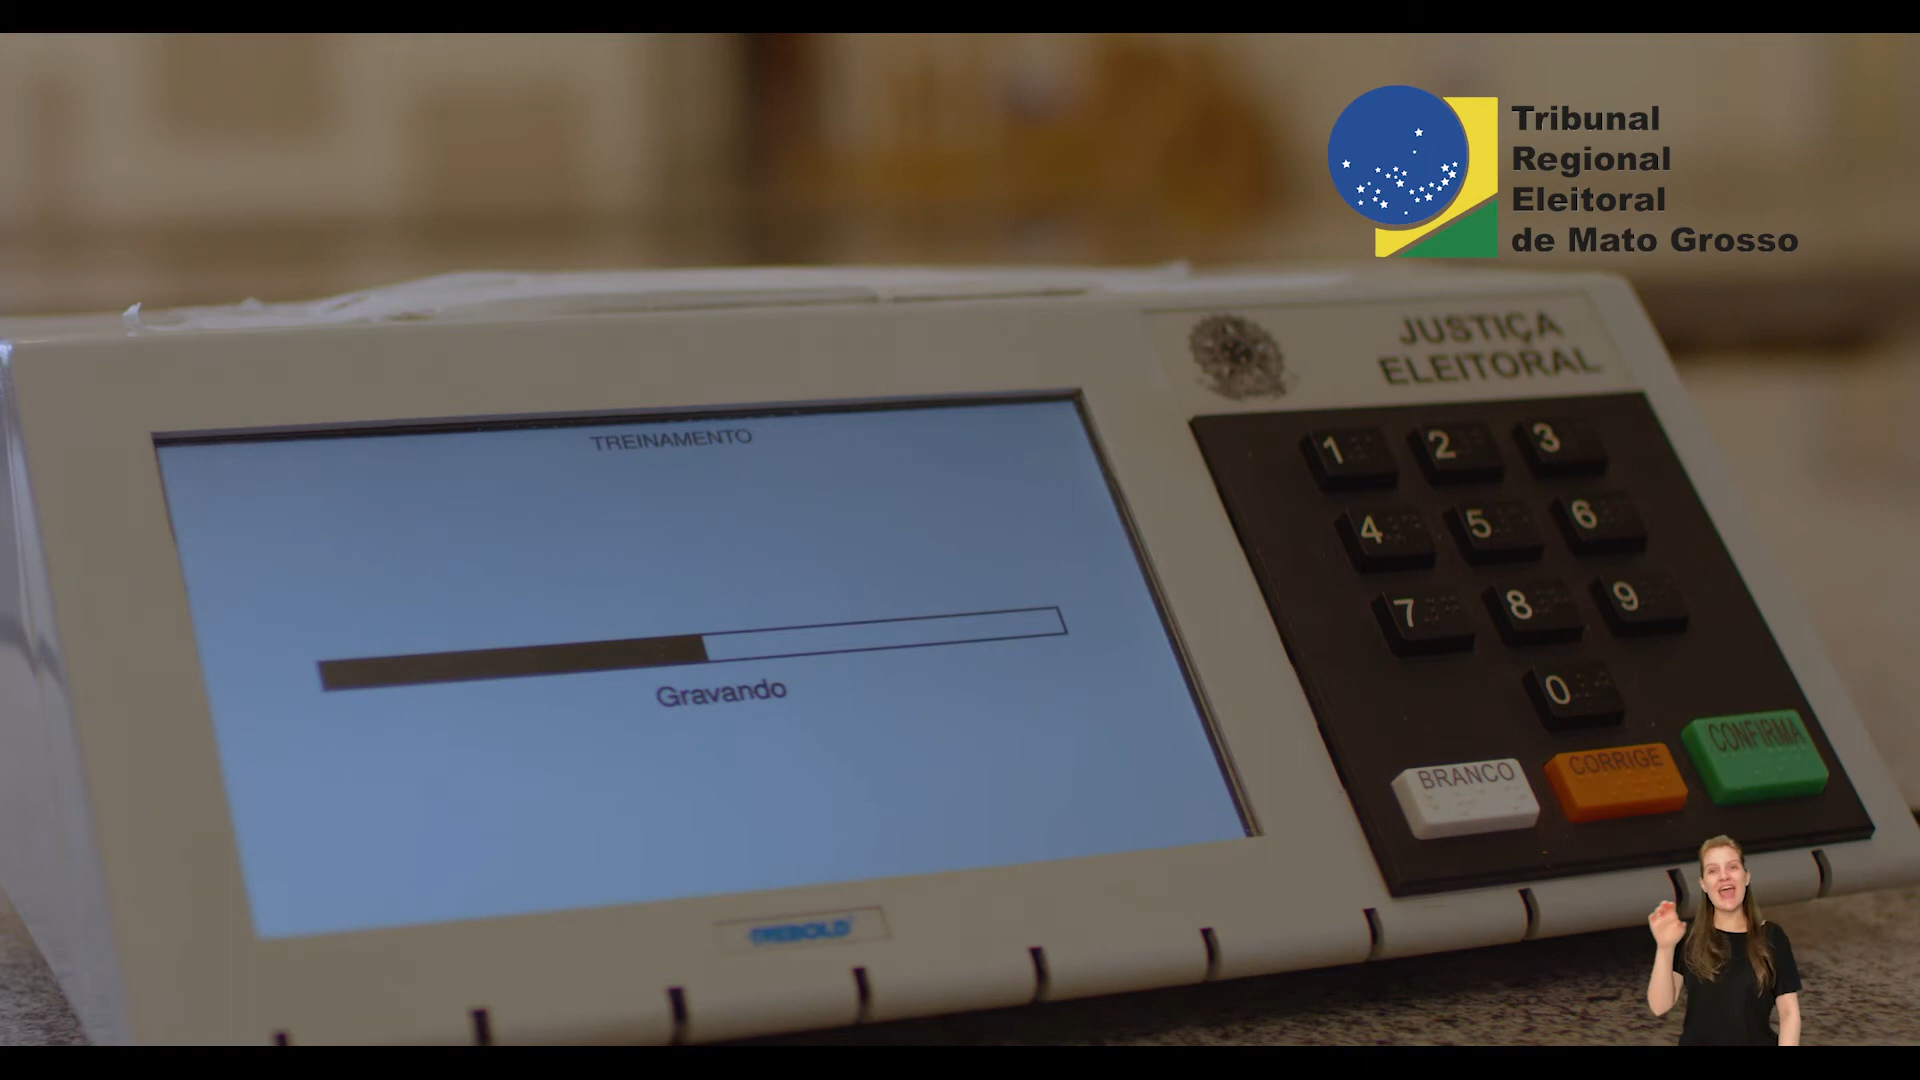 Tribunal
Regional
Eleitoral
de Mato Grosso
JUSTIÇA
ELEITORAL
TREINAMENTO
Gravando
1 2 3
4 5 6
7 8 9
0
BRANCO CORRIGE CONFIRMA
DIEBOLD